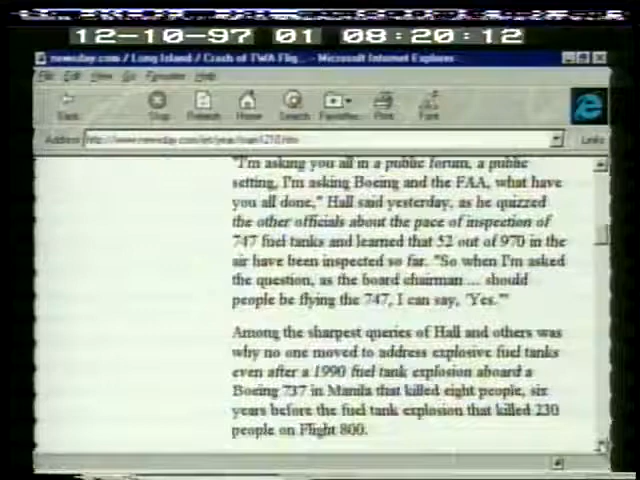 12-10-97 01 08:20:12
newsday.com / Long Island / Crash of TWA Flig... - Microsoft Internet Explorer
File Edit View Go Favorites Help
Back Stop Refresh Home Search Favorites Print Font
Address Links
"I'm asking you all in a public forum, a public
setting, I'm asking Boeing and the FAA, what have
you all done," Hall said yesterday, as he quizzed
the other officials about the pace of inspection of
747 fuel tanks and learned that 52 out of 970 in the
air have been inspected so far. "So when I'm asked
the question, as the board chairman ... should
people be flying the 747, I can say, 'Yes.'"
Among the sharpest queries of Hall and others was
why no one moved to address explosive fuel tanks
even after a 1990 fuel tank explosion aboard a
Boeing 737 in Manila that killed eight people, six
years before the fuel tank explosion that killed 230
people on Flight 800.